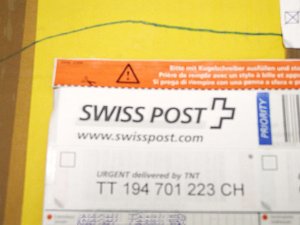 Bitte mit Kugelschreiber ausfüllen und
Prière de remplir avec un stylo à bille et
Si prega di riempire con una penna a sfera e
SWISS POST
PRIORITY
www.swisspost.com
URGENT delivered by TNT
TT 194 701 223 CH